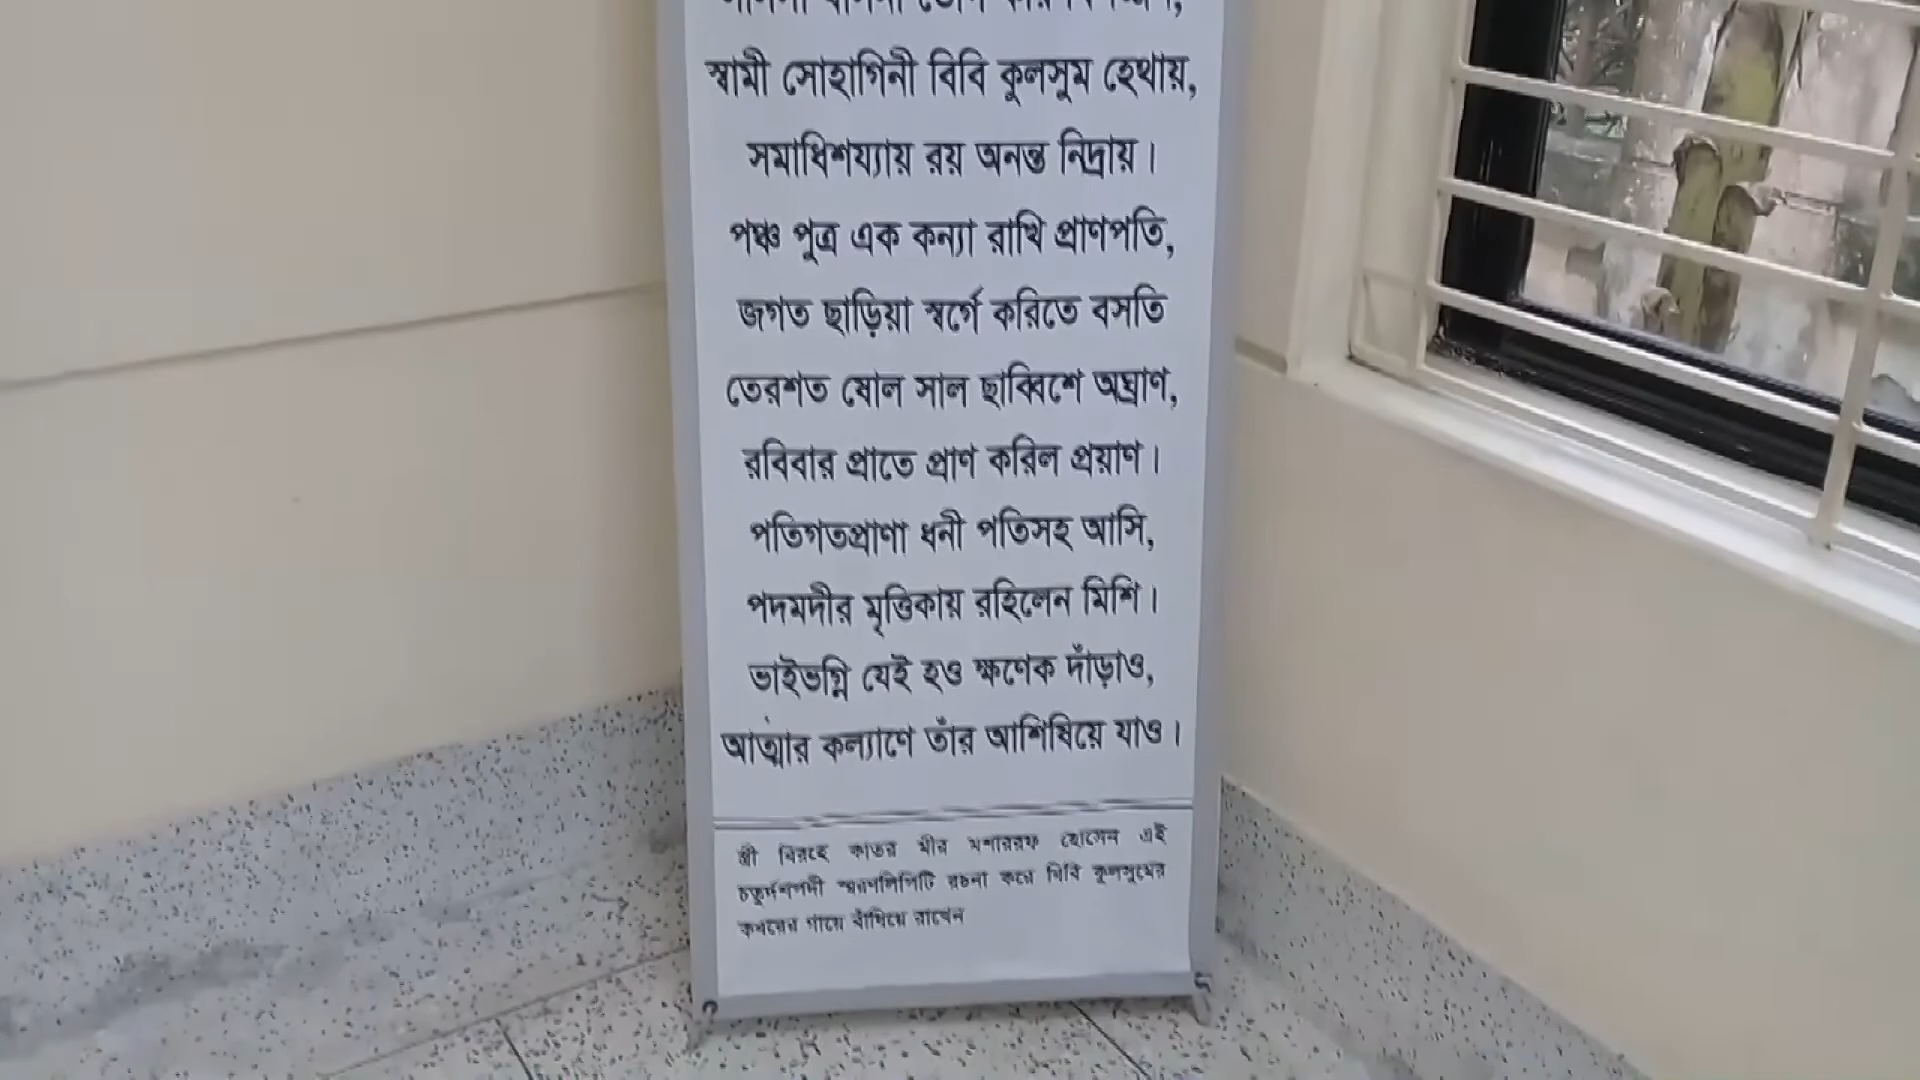 স্বামী সোহাগিনী বিবি কুলসুম হেথায়,
সমাধিশয্যায় রয় অনন্ত নিদ্রায়।
পঞ্চ পুত্র এক কন্যা রাখি প্রাণপতি,
জগত ছাড়িয়া স্বর্গে করিতে বসতি
তেরশত ষোল সাল ছাব্বিশে অঘ্রাণ,
রবিবার প্রাতে প্রাণ করিল প্রয়াণ।
পতিগতপ্রাণা ধনী পতিসহ আসি,
পদমদীর মৃত্তিকায় রহিলেন মিশি।
ভাইভগ্নি যেই হও ক্ষণেক দাঁড়াও,
আত্মার কল্যাণে তাঁর আশিষিয়ে যাও।
স্ত্রী বিরহে কাতর মীর মশাররফ হোসেন এই
চতুর্দশপদী স্মরণলিপিটি রচনা করে বিবি কুলসুমের
কবরের গায়ে বাঁধিয়ে রাখেন